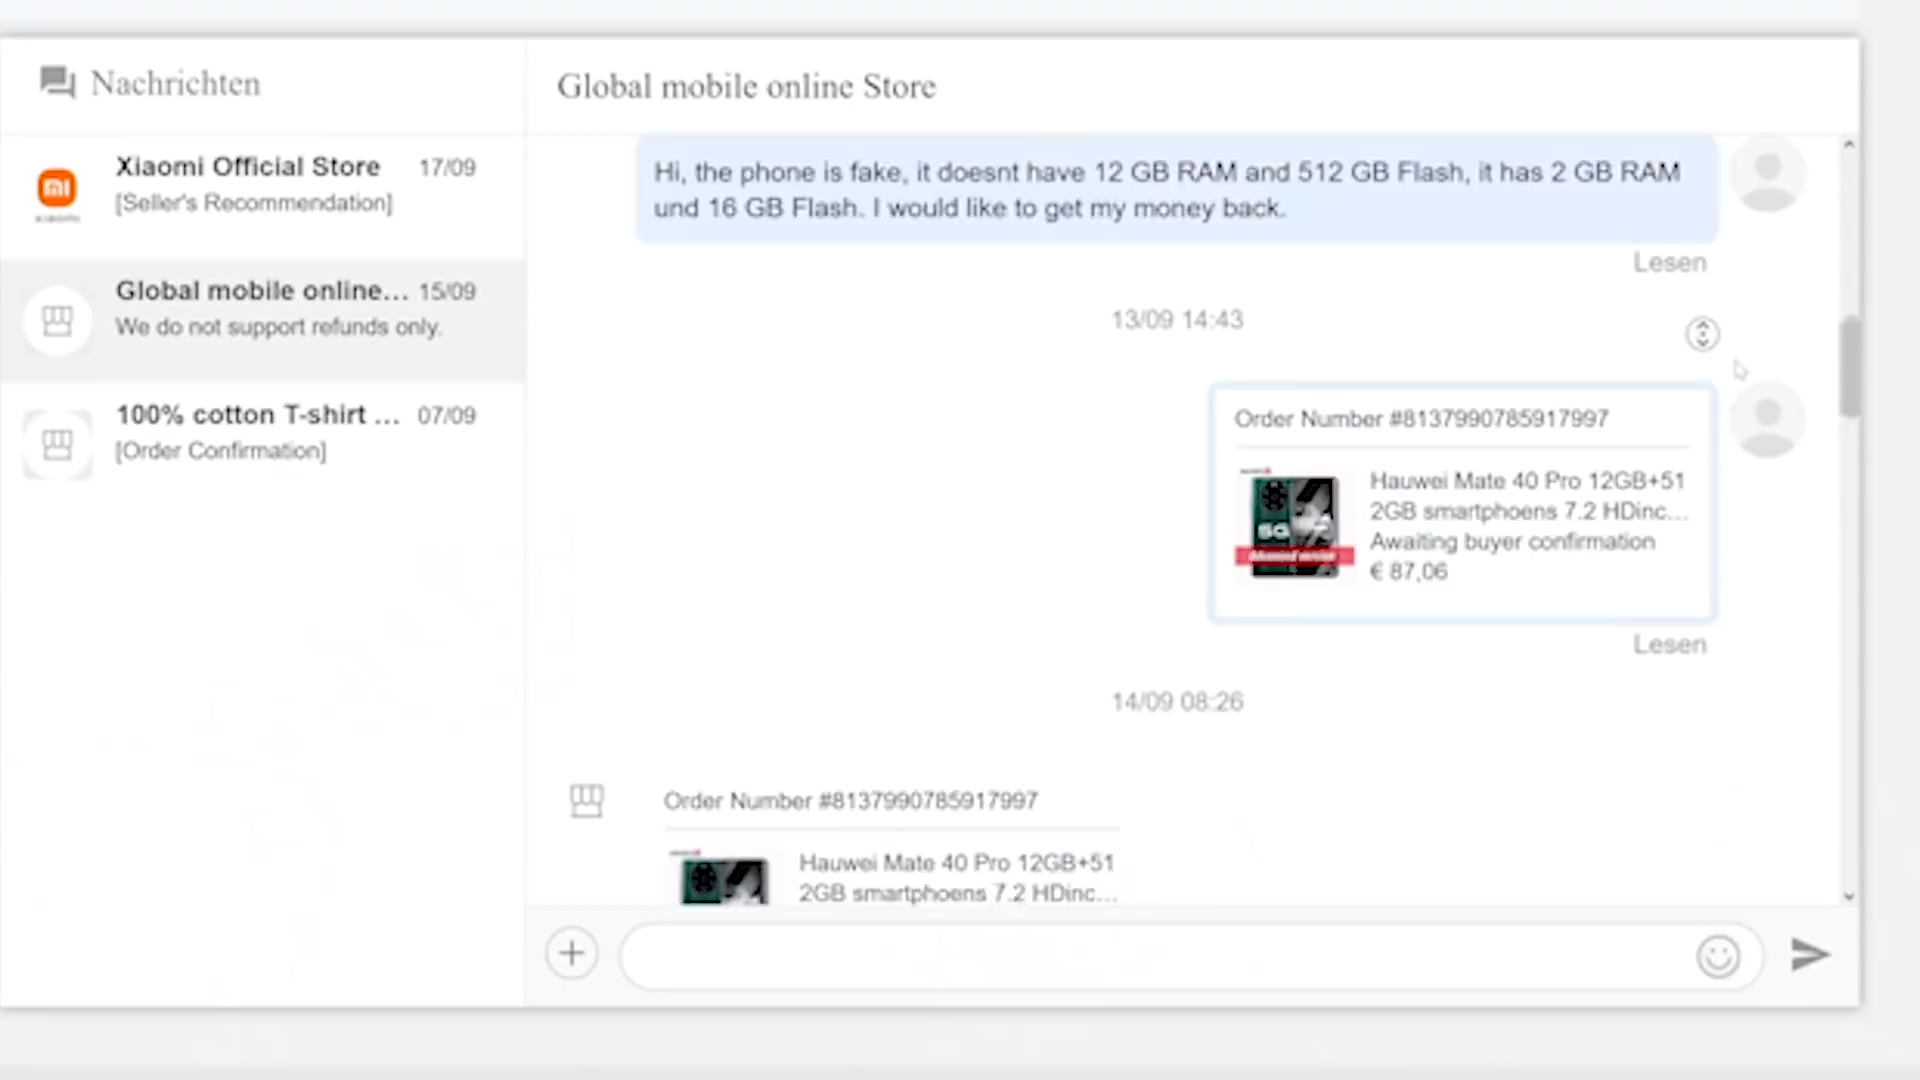 Nachrichten
Xiaomi Official Store 17/09
[Seller's Recommendation]
Global mobile online... 15/09
We do not support refunds only.
100% cotton T-shirt ... 07/09
[Order Confirmation]
Global mobile online Store
Hi, the phone is fake, it doesnt have 12 GB RAM and 512 GB Flash, it has 2 GB RAM
und 16 GB Flash. I would like to get my money back.
Lesen
13/09 14:43
Order Number #8137990785917997
Hauwei Mate 40 Pro 12GB+51
2GB smartphoens 7.2 HDinc...
Awaiting buyer confirmation
€ 87,06
5G
Lesen
14/09 08:26
Order Number #8137990785917997
Hauwei Mate 40 Pro 12GB+51
2GB smartphoens 7.2 HDinc...